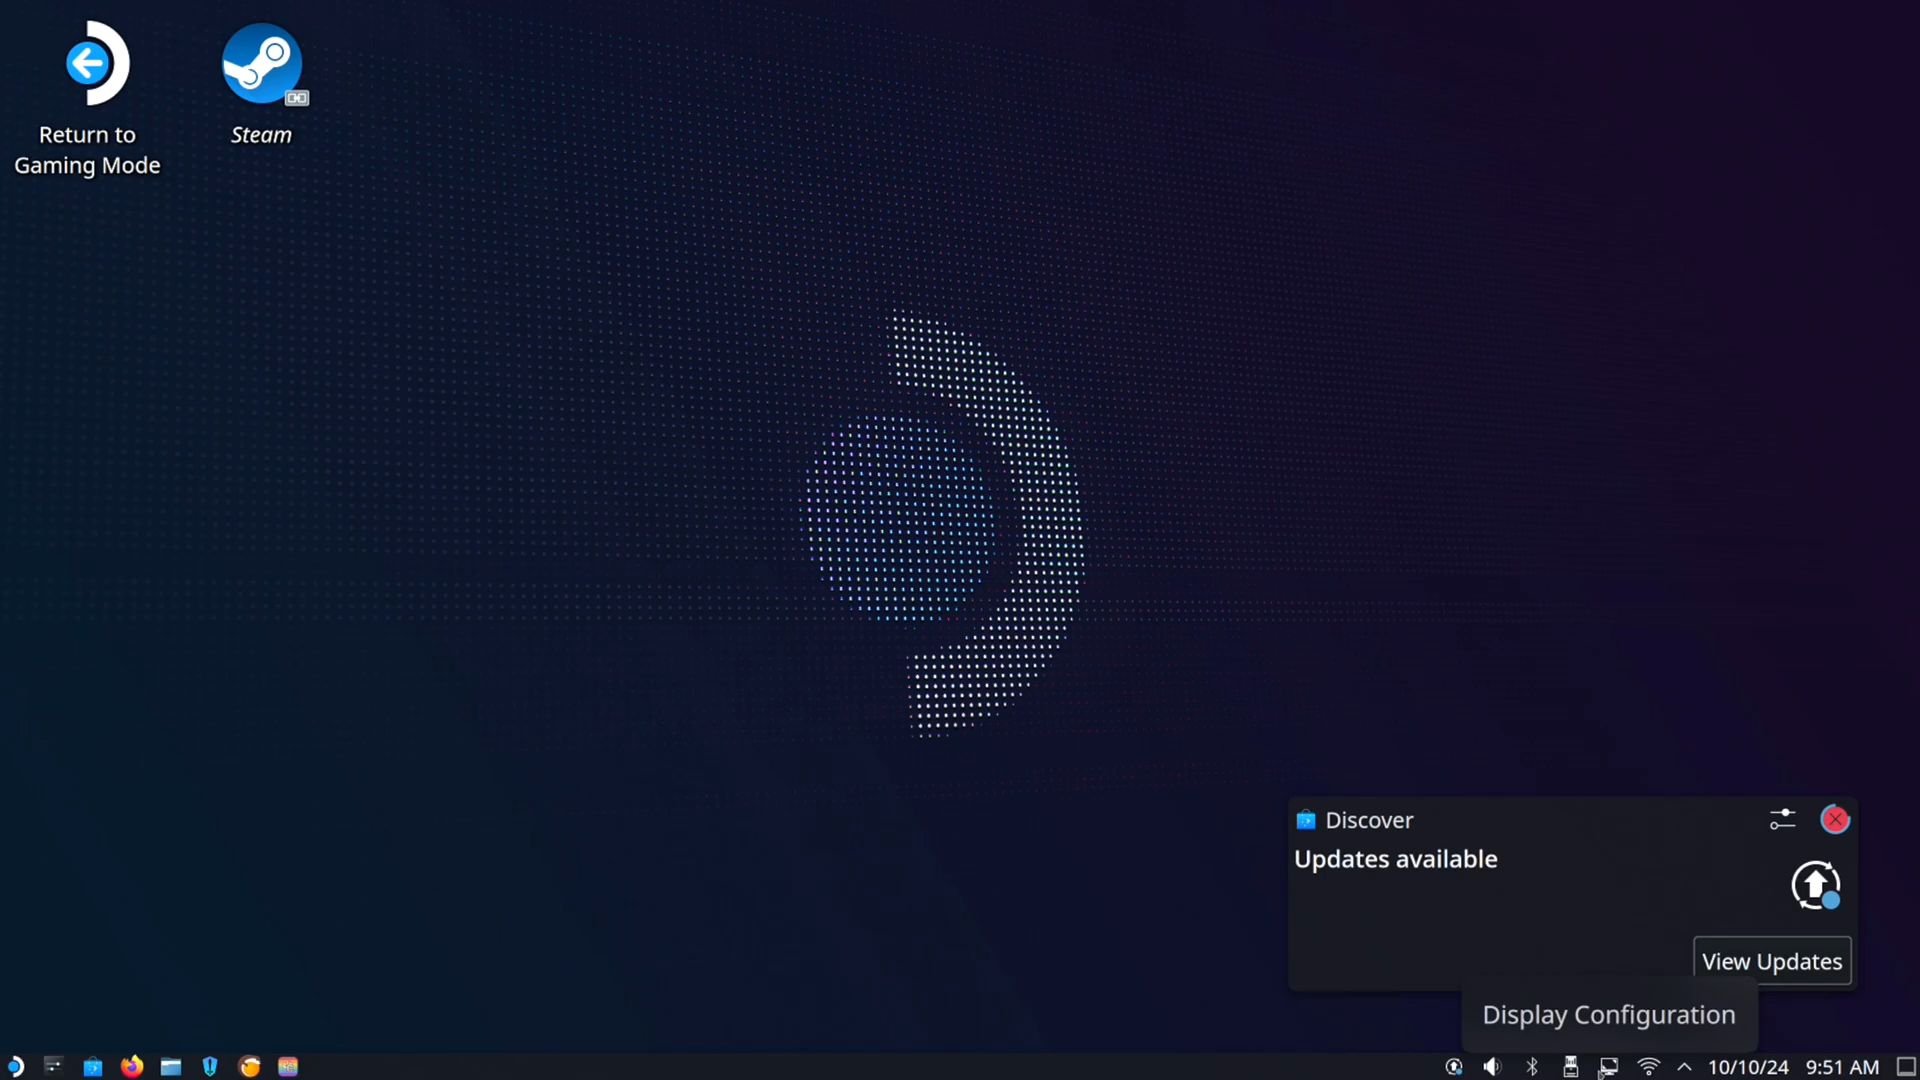 Return to
Gaming Mode
Steam
Discover
Updates available
View Updates
Display Configuration
10/10/24
9:51 AM